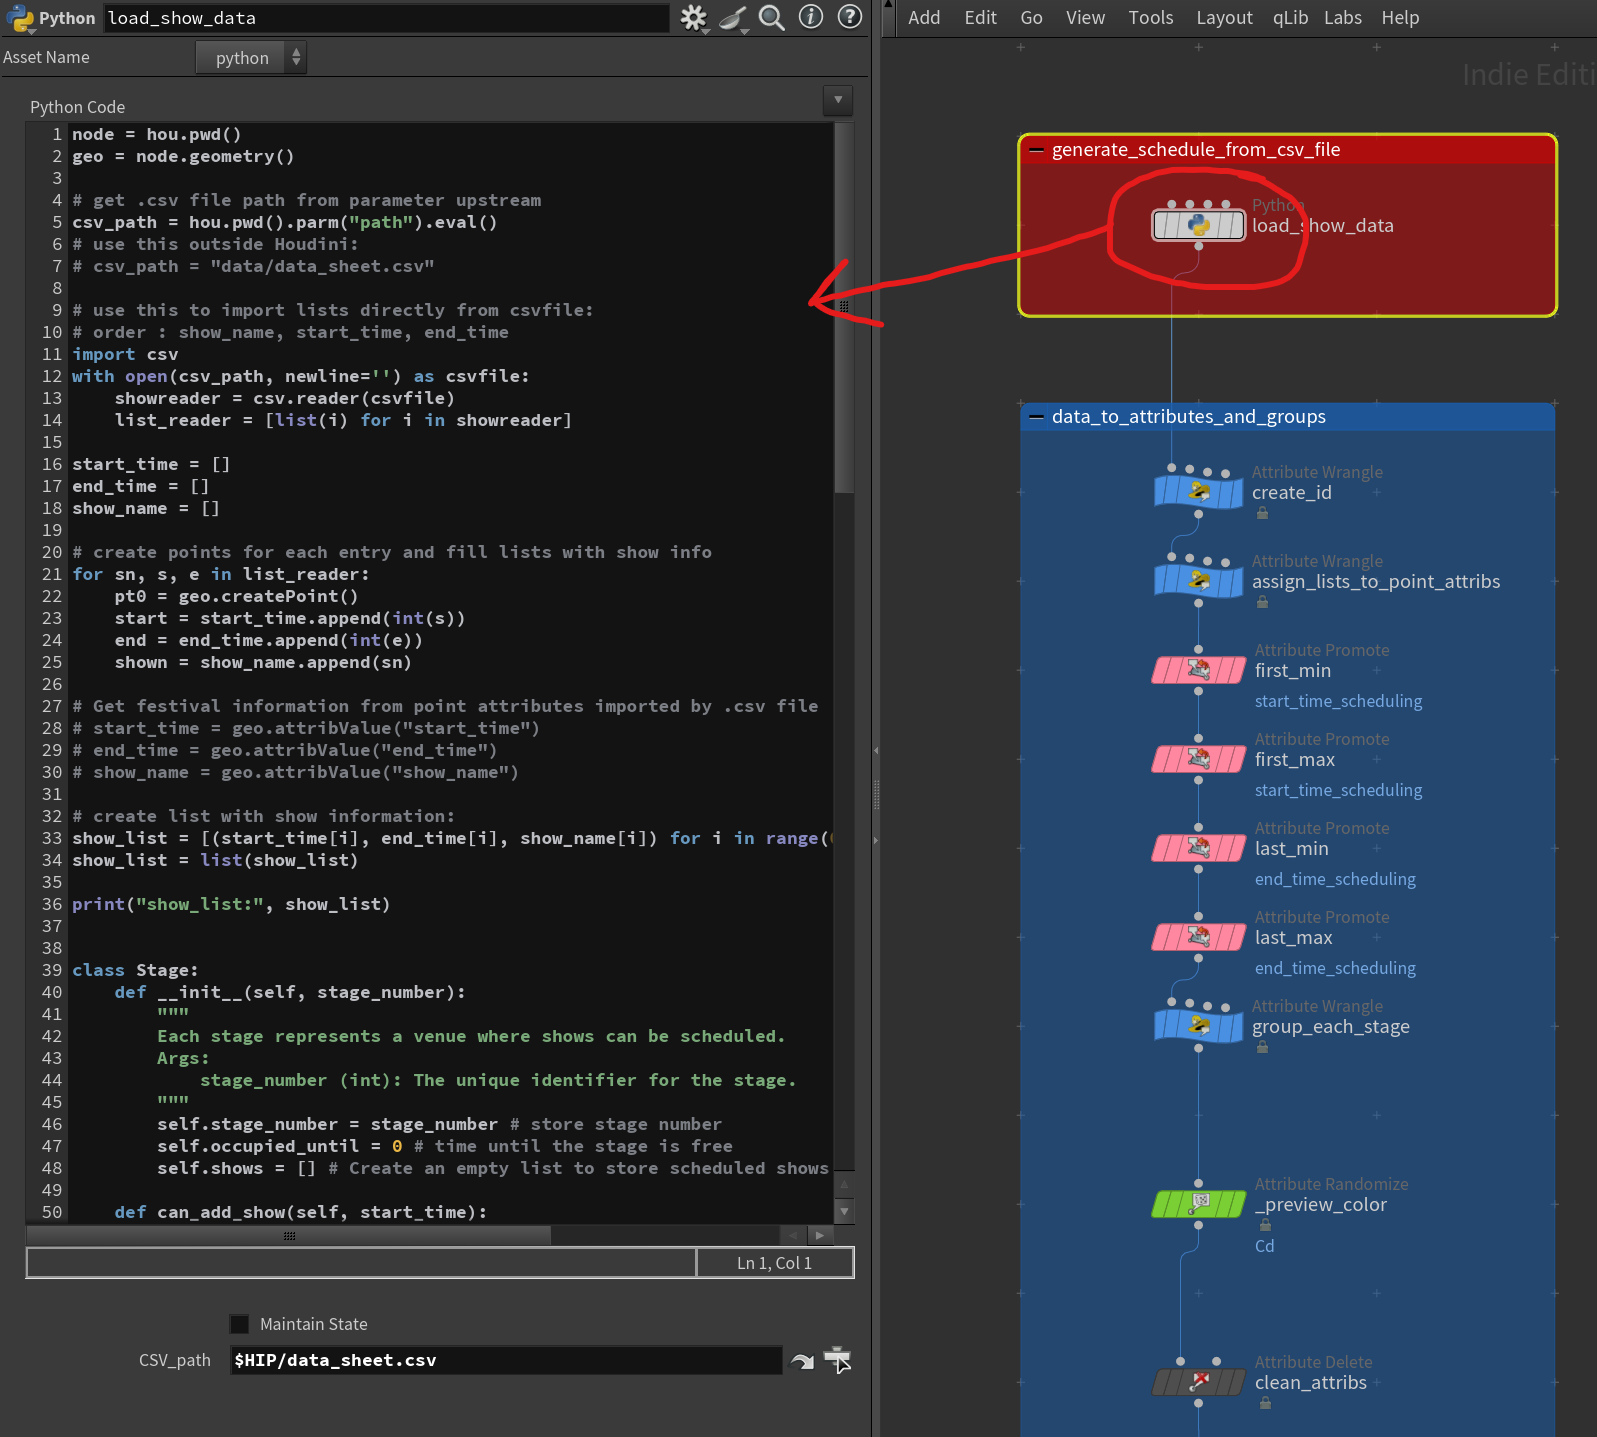 Python load_show_data
Asset Name python
Python Code
1 node = hou.pwd()
2 geo = node.geometry()
3
4 # get .csv file path from parameter upstream
5 csv_path = hou.pwd().parm("path").eval()
6 # use this outside Houdini:
7 # csv_path = "data/data_sheet.csv"
8
9 # use this to import lists directly from csvfile:
10 # order : show_name, start_time, end_time
11 import csv
12 with open(csv_path, newline='') as csvfile:
13     showreader = csv.reader(csvfile)
14     list_reader = [list(i) for i in showreader]
15
16 start_time = []
17 end_time = []
18 show_name = []
19
20 # create points for each entry and fill lists with show info
21 for sn, s, e in list_reader:
22     pt0 = geo.createPoint()
23     start = start_time.append(int(s))
24     end = end_time.append(int(e))
25     shown = show_name.append(sn)
26
27 # Get festival information from point attributes imported by .csv file
28 # start_time = geo.attribValue("start_time")
29 # end_time = geo.attribValue("end_time")
30 # show_name = geo.attribValue("show_name")
31
32 # create list with show information:
33 show_list = [(start_time[i], end_time[i], show_name[i]) for i in range(
34 show_list = list(show_list)
35
36 print("show_list:", show_list)
37
38
39 class Stage:
40     def __init__(self, stage_number):
41         """
42         Each stage represents a venue where shows can be scheduled.
43         Args:
44             stage_number (int): The unique identifier for the stage.
45         """
46         self.stage_number = stage_number # store stage number
47         self.occupied_until = 0 # time until the stage is free
48         self.shows = [] # Create an empty list to store scheduled shows
49
50     def can_add_show(self, start_time):
Ln 1, Col 1
Maintain State
CSV_path $HIP/data_sheet.csv
Add Edit Go View Tools Layout qLib Labs Help
Indie Editi
generate_schedule_from_csv_file
Python
load_show_data
data_to_attributes_and_groups
Attribute Wrangle
create_id
Attribute Wrangle
assign_lists_to_point_attribs
Attribute Promote
first_min
start_time_scheduling
Attribute Promote
first_max
start_time_scheduling
Attribute Promote
last_min
end_time_scheduling
Attribute Promote
last_max
end_time_scheduling
Attribute Wrangle
group_each_stage
Attribute Randomize
_preview_color
Cd
Attribute Delete
clean_attribs